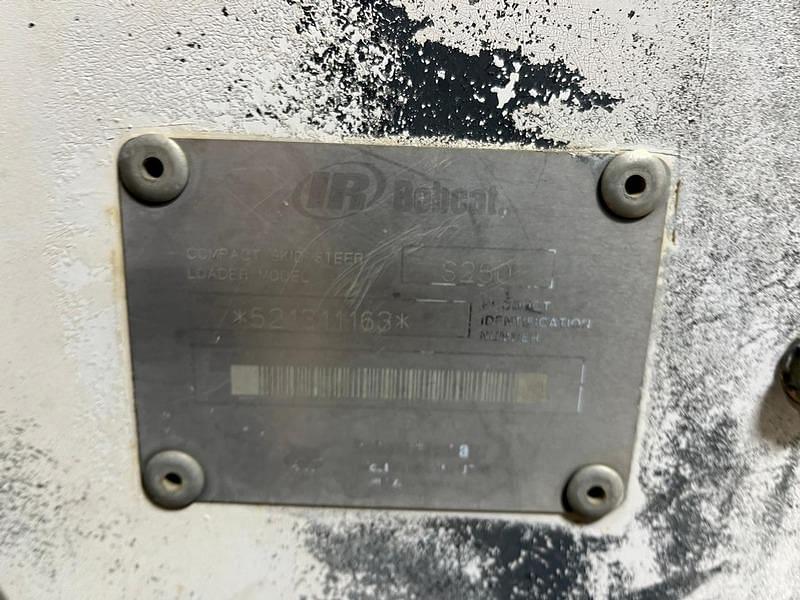 IR Bobcat
COMPACT SKID STEER
LOADER MODEL
S250
*521311163*
PRODUCT
IDENTIFICATION
NUMBER